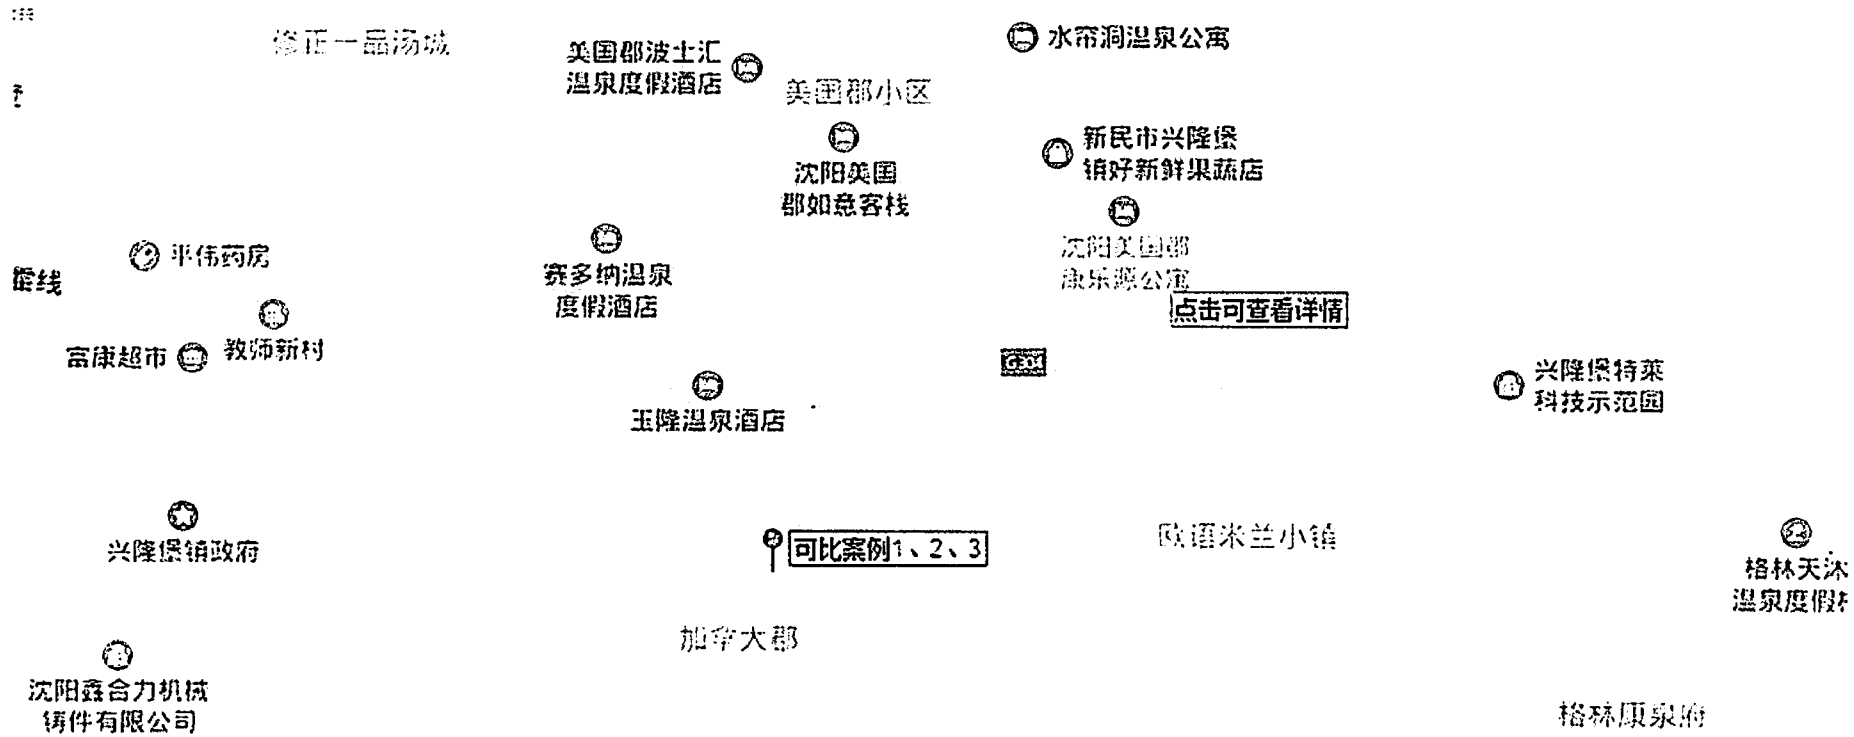 修正一品汤城
美国郡波士汇
温泉度假酒店
水帘洞温泉公寓
美国郡小区
新民市兴隆堡
镇好新鲜果蔬店
沈阳美国
郡如意客栈
平伟药房
赛多纳温泉
度假酒店
沈阳美国郡
康乐源公寓
点击可查看详情
线
教师新村
富康超市
G304
兴隆堡特莱
科技示范园
玉隆温泉酒店
兴隆堡镇政府
可比案例1、2、3
欧语米兰小镇
格林天沐
温泉度假村
加拿大郡
沈阳鑫合力机械
铸件有限公司
格林康泉府